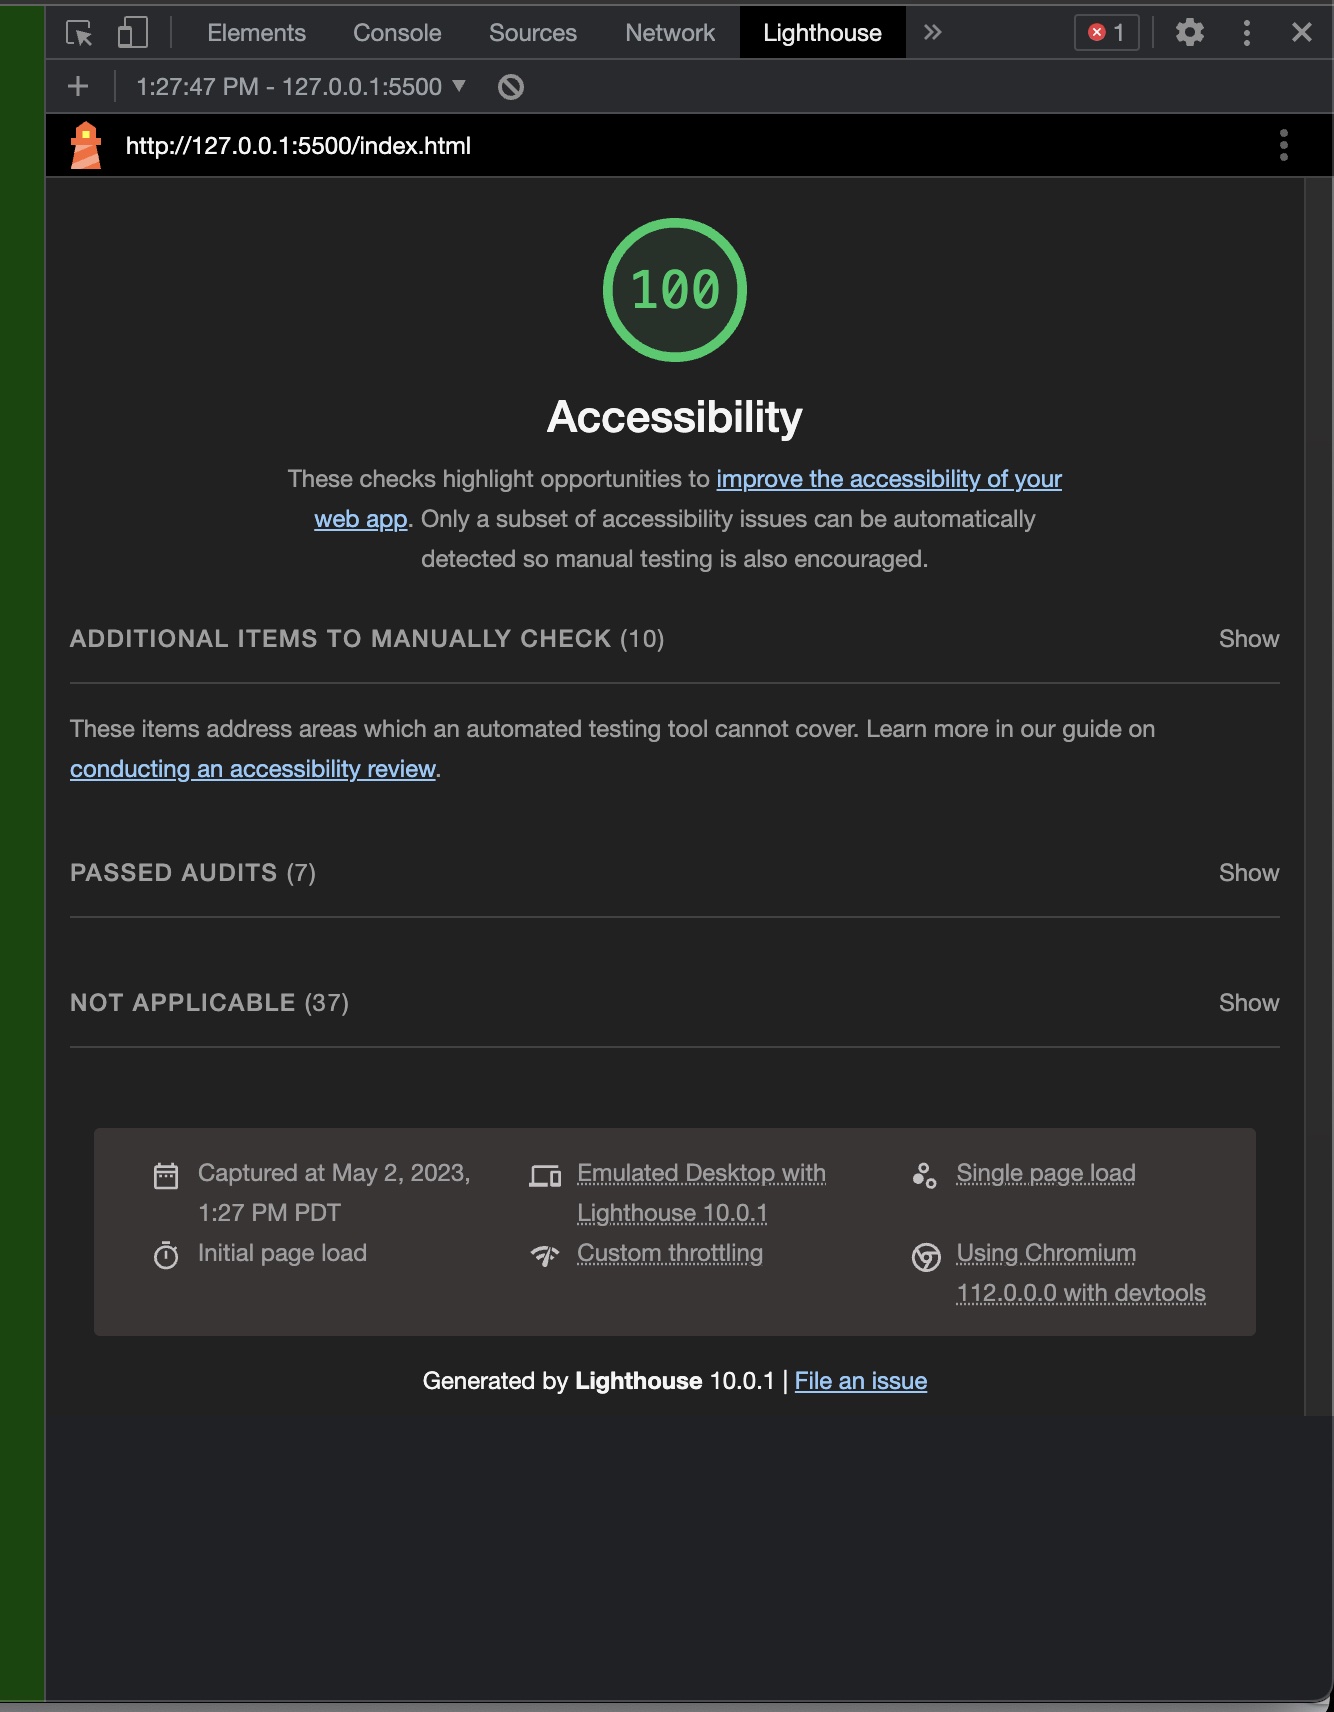 Elements Console Sources Network Lighthouse 1
1:27:47 PM - 127.0.0.1:5500
http://127.0.0.1:5500/index.html
100
Accessibility
These checks highlight opportunities to improve the accessibility of your
web app. Only a subset of accessibility issues can be automatically
detected so manual testing is also encouraged.
ADDITIONAL ITEMS TO MANUALLY CHECK (10) Show
These items address areas which an automated testing tool cannot cover. Learn more in our guide on
conducting an accessibility review.
PASSED AUDITS (7) Show
NOT APPLICABLE (37) Show
Captured at May 2, 2023,
1:27 PM PDT
Emulated Desktop with
Lighthouse 10.0.1
Single page load
Initial page load
Custom throttling
Using Chromium
112.0.0.0 with devtools
Generated by Lighthouse 10.0.1 | File an issue